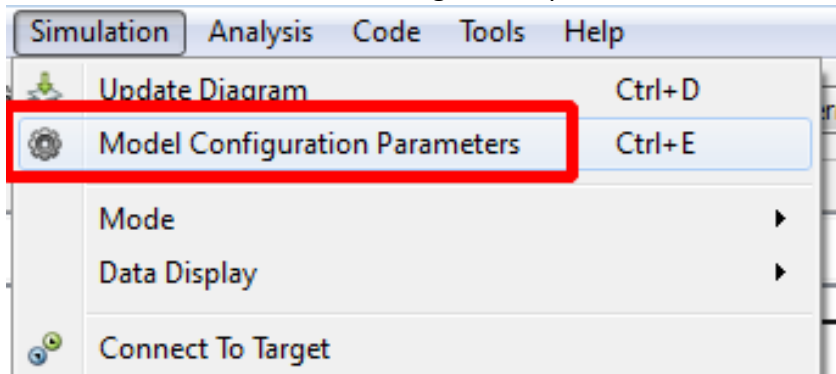 Simulation Analysis Code Tools Help
Update Diagram Ctrl+D
Model Configuration Parameters Ctrl+E
Mode
Data Display
Connect To Target